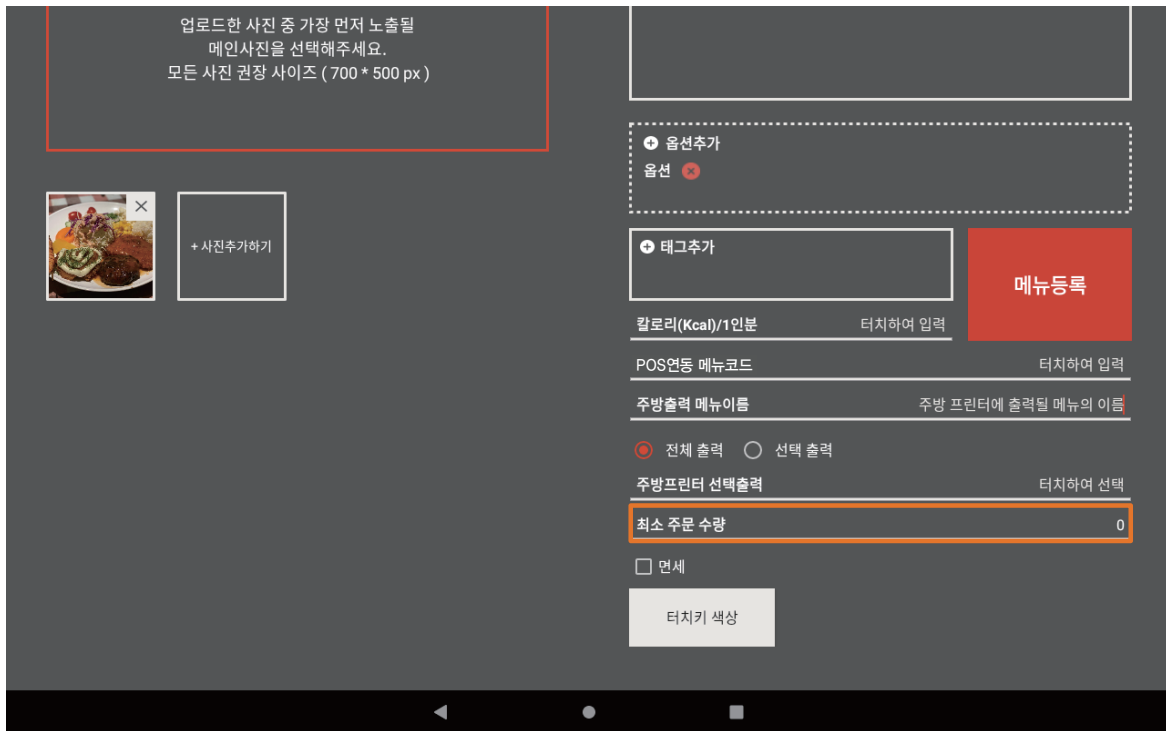 업로드한 사진 중 가장 먼저 노출될
메인사진을 선택해주세요.
모든 사진 권장 사이즈 ( 700 * 500 px )
+ 사진추가하기
옵션추가
옵션
태그추가
메뉴등록
칼로리(Kcal)/1인분 터치하여 입력
POS연동 메뉴코드 터치하여 입력
주방출력 메뉴이름 주방 프린터에 출력될 메뉴의 이름
전체 출력 선택 출력
주방프린터 선택출력 터치하여 선택
최소 주문 수량 0
면세
터치키 색상